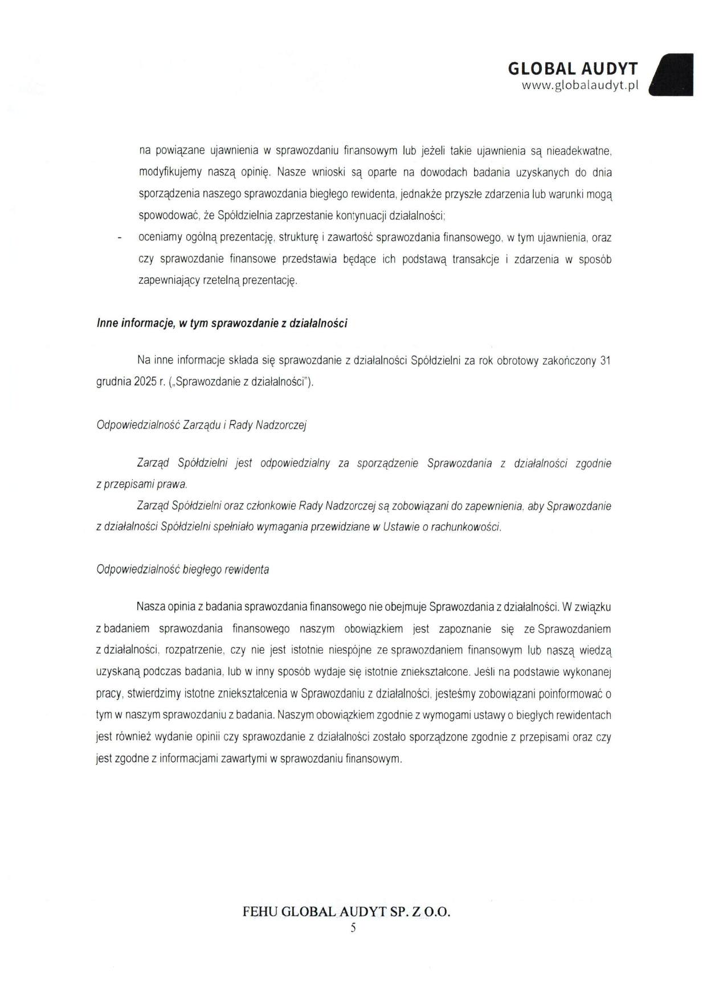 GLOBAL AUDYT
www.globalaudyt.pl
na powiązane ujawnienia w sprawozdaniu finansowym lub jeżeli takie ujawnienia są nieadekwatne,
modyfikujemy naszą opinię. Nasze wnioski są oparte na dowodach badania uzyskanych do dnia
sporządzenia naszego sprawozdania biegłego rewidenta, jednakże przyszłe zdarzenia lub warunki mogą
spowodować, że Spółdzielnia zaprzestanie kontynuacji działalności;
- oceniamy ogólną prezentację, strukturę i zawartość sprawozdania finansowego, w tym ujawnienia, oraz
czy sprawozdanie finansowe przedstawia będące ich podstawą transakcje i zdarzenia w sposób
zapewniający rzetelną prezentację.
Inne informacje, w tym sprawozdanie z działalności
Na inne informacje składa się sprawozdanie z działalności Spółdzielni za rok obrotowy zakończony 31
grudnia 2025 r. („Sprawozdanie z działalności").
Odpowiedzialność Zarządu i Rady Nadzorczej
Zarząd Spółdzielni jest odpowiedzialny za sporządzenie Sprawozdania z działalności zgodnie
z przepisami prawa.
Zarząd Spółdzielni oraz członkowie Rady Nadzorczej są zobowiązani do zapewnienia, aby Sprawozdanie
z działalności Spółdzielni spełniało wymagania przewidziane w Ustawie o rachunkowości.
Odpowiedzialność biegłego rewidenta
Nasza opinia z badania sprawozdania finansowego nie obejmuje Sprawozdania z działalności. W związku
z badaniem sprawozdania finansowego naszym obowiązkiem jest zapoznanie się ze Sprawozdaniem
z działalności, rozpatrzenie, czy nie jest istotnie niespójne ze sprawozdaniem finansowym lub naszą wiedzą
uzyskaną podczas badania, lub w inny sposób wydaje się istotnie zniekształcone. Jeśli na podstawie wykonanej
pracy, stwierdzimy istotne zniekształcenia w Sprawozdaniu z działalności, jesteśmy zobowiązani poinformować o
tym w naszym sprawozdaniu z badania. Naszym obowiązkiem zgodnie z wymogami ustawy o biegłych rewidentach
jest również wydanie opinii czy sprawozdanie z działalności zostało sporządzone zgodnie z przepisami oraz czy
jest zgodne z informacjami zawartymi w sprawozdaniu finansowym.
FEHU GLOBAL AUDYT SP. Z O.O.
5